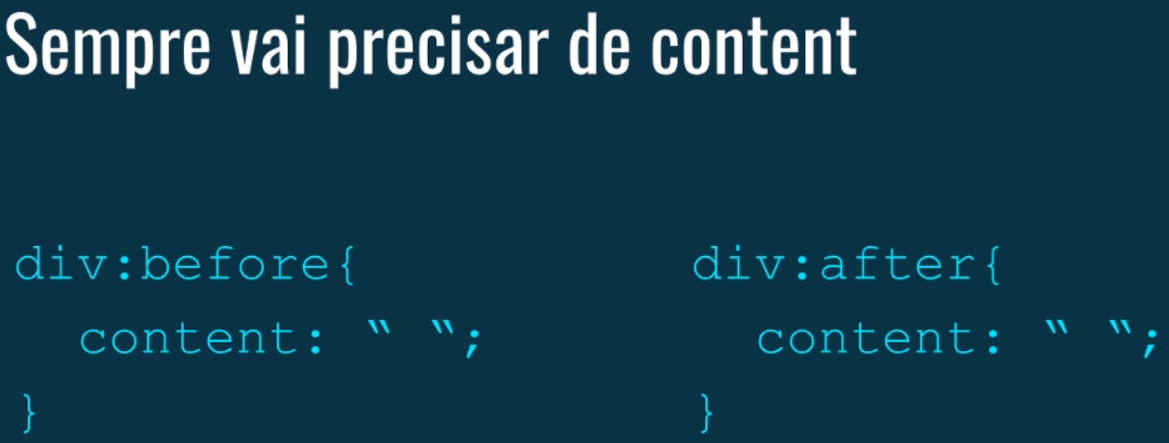 Sempre vai precisar de content
div:before{
content: “ “;
}
div:after{
content: “ “;
}